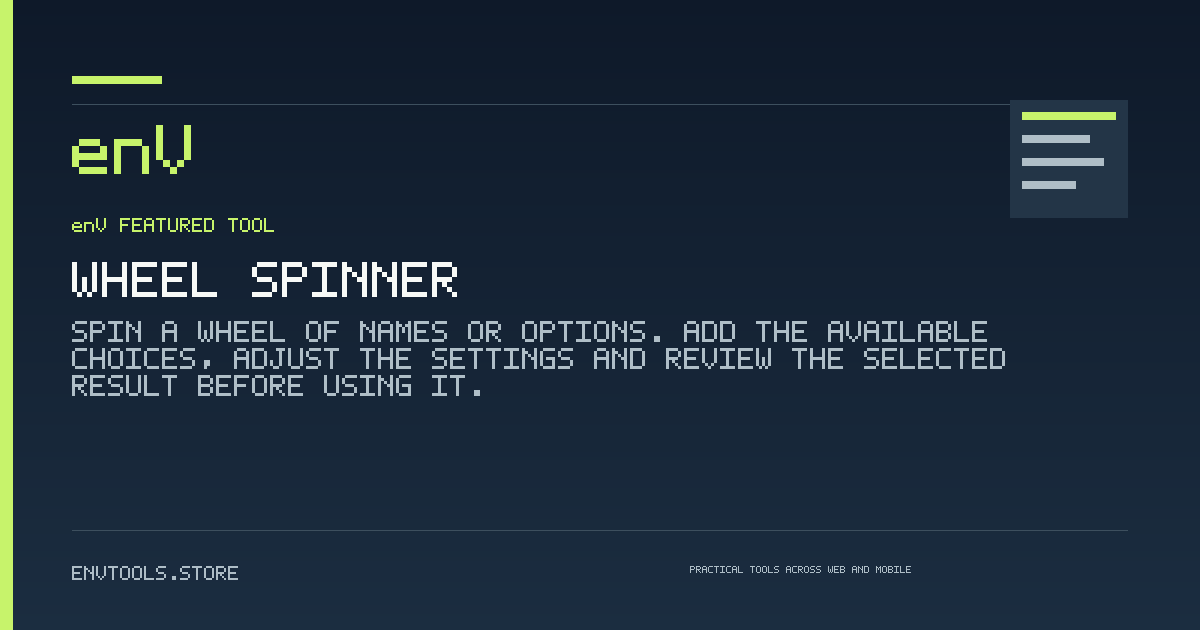 enV
enV FEATURED TOOL
WHEEL SPINNER
SPIN A WHEEL OF NAMES OR OPTIONS. ADD THE AVAILABLE
CHOICES, ADJUST THE SETTINGS AND REVIEW THE SELECTED
RESULT BEFORE USING IT.
ENVTOOLS.STORE
PRACTICAL TOOLS ACROSS WEB AND MOBILE